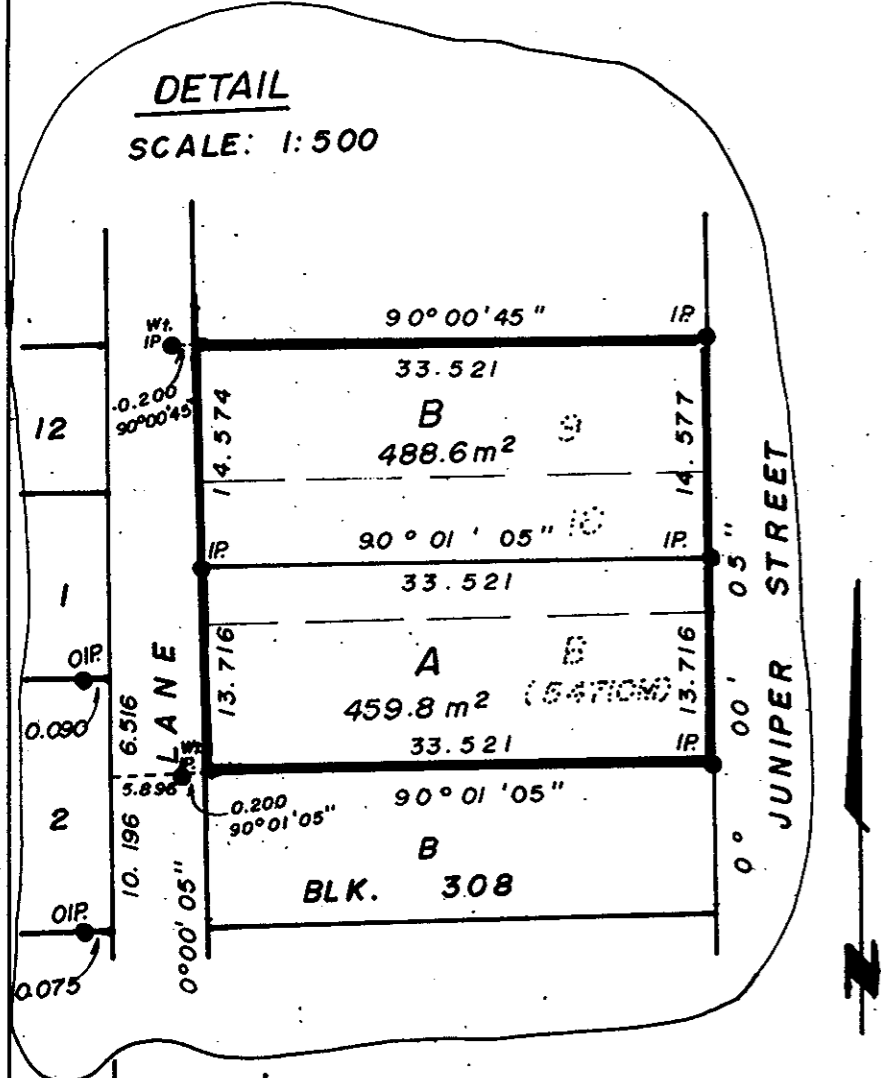 DETAIL
SCALE: 1:500
Wt.
IP.
90°00'45"
IP.
33.521
0.200
90°00'45"
12
14.574
B
9
488.6 m²
14.577
90°01'05"
10
IP.
IP.
33.521
1
OIP.
0.090
6.516
LANE
13.716
A
B
459.8 m²
13.716
33.521
IP.
Wt.
IP.
5.896
0.200
90°01'05"
90°01'05"
2
10.196
B
BLK. 308
OIP.
0.075
0°00'05"
0° 00' 05"
JUNIPER STREET
N